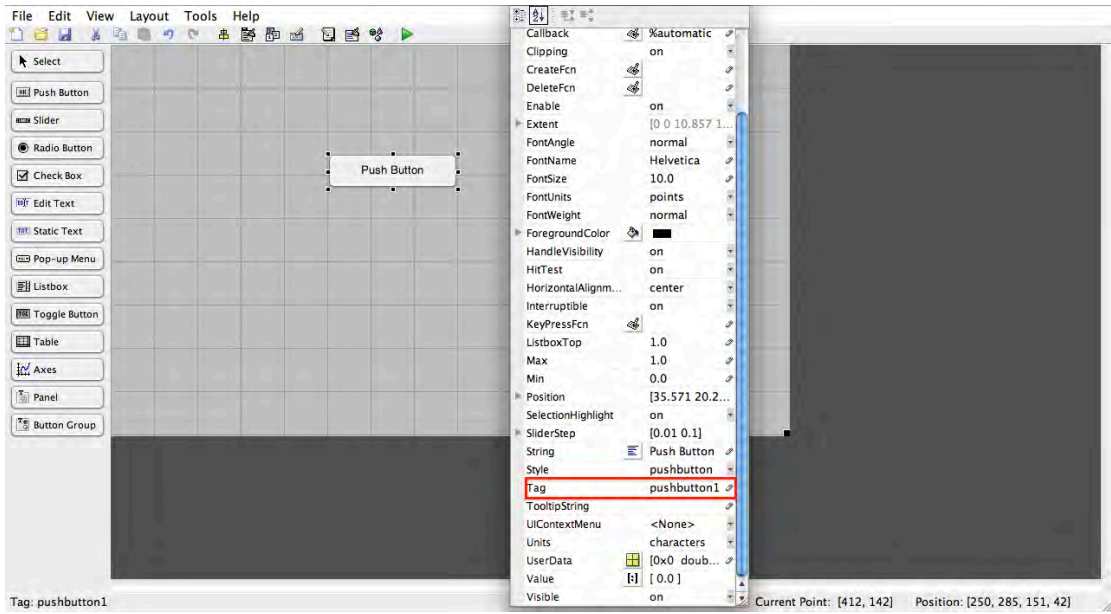 File Edit View Layout Tools Help
Select
Push Button
Slider
Radio Button
Check Box
Edit Text
Static Text
Pop-up Menu
Listbox
Toggle Button
Table
Axes
Panel
Button Group
Push Button
Callback %automatic
Clipping on
CreateFcn
DeleteFcn
Enable on
Extent [0 0 10.857 1...
FontAngle normal
FontName Helvetica
FontSize 10.0
FontUnits points
FontWeight normal
ForegroundColor
HandleVisibility on
HitTest on
HorizontalAlignm... center
Interruptible on
KeyPressFcn
ListboxTop 1.0
Max 1.0
Min 0.0
Position [35.571 20.2...
SelectionHighlight on
SliderStep [0.01 0.1]
String Push Button
Style pushbutton
Tag pushbutton1
TooltipString
UIContextMenu <None>
Units characters
UserData [0x0 doub...
Value [ 0.0 ]
Visible on
Tag: pushbutton1 Current Point: [412, 142] Position: [250, 285, 151, 42]